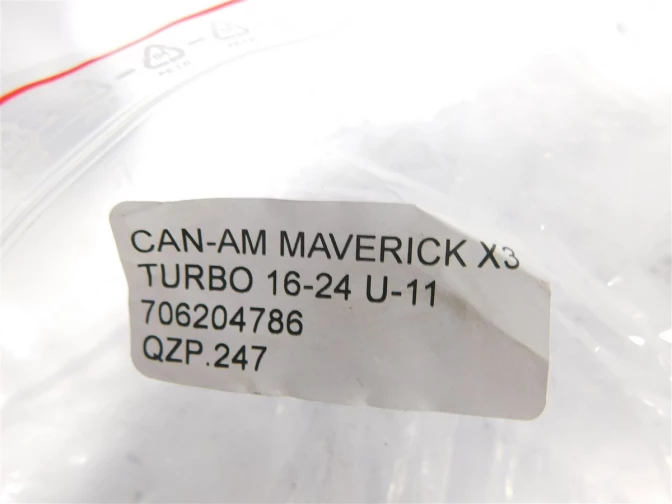 CAN-AM MAVERICK X3
TURBO 16-24 U-11
706204786
QZP.247